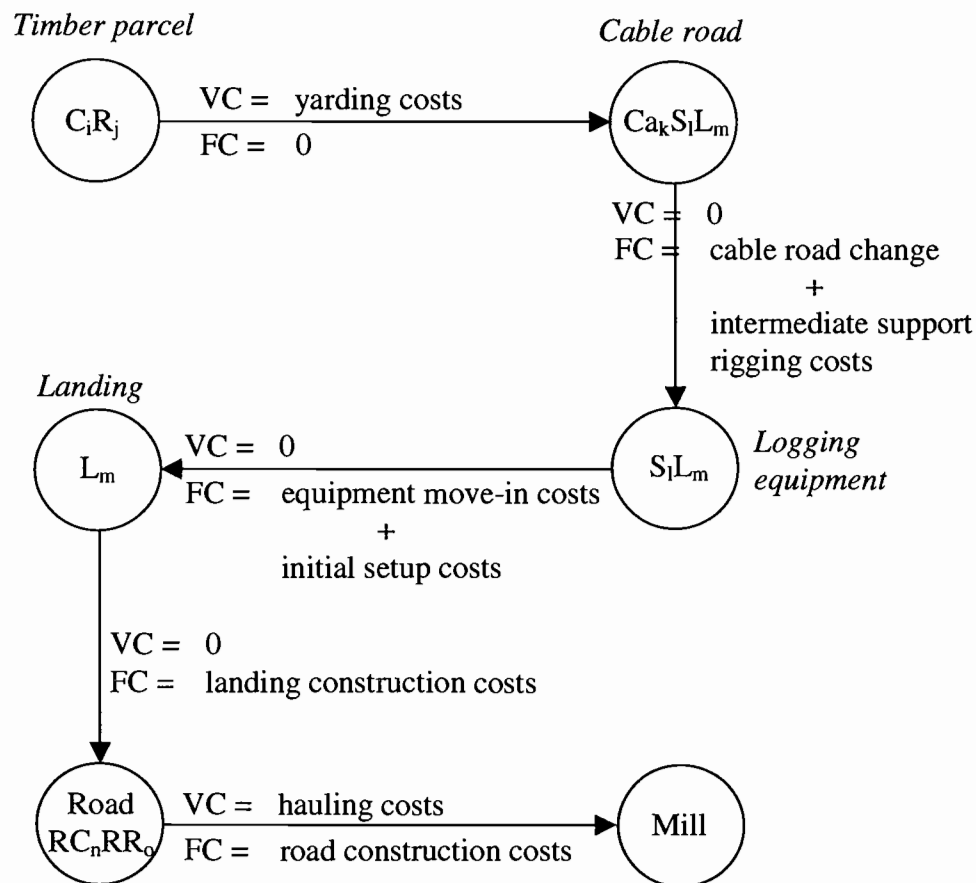 Timber parcel
Cable road
CᵢRⱼ
VC = yarding costs
FC = 0
CaₖSₗLₘ
VC = 0
FC = cable road change
+
intermediate support
rigging costs
Landing
Lₘ
VC = 0
FC = equipment move-in costs
+
initial setup costs
SₗLₘ
Logging
equipment
VC = 0
FC = landing construction costs
Road
RCₙRRₒ
VC = hauling costs
FC = road construction costs
Mill